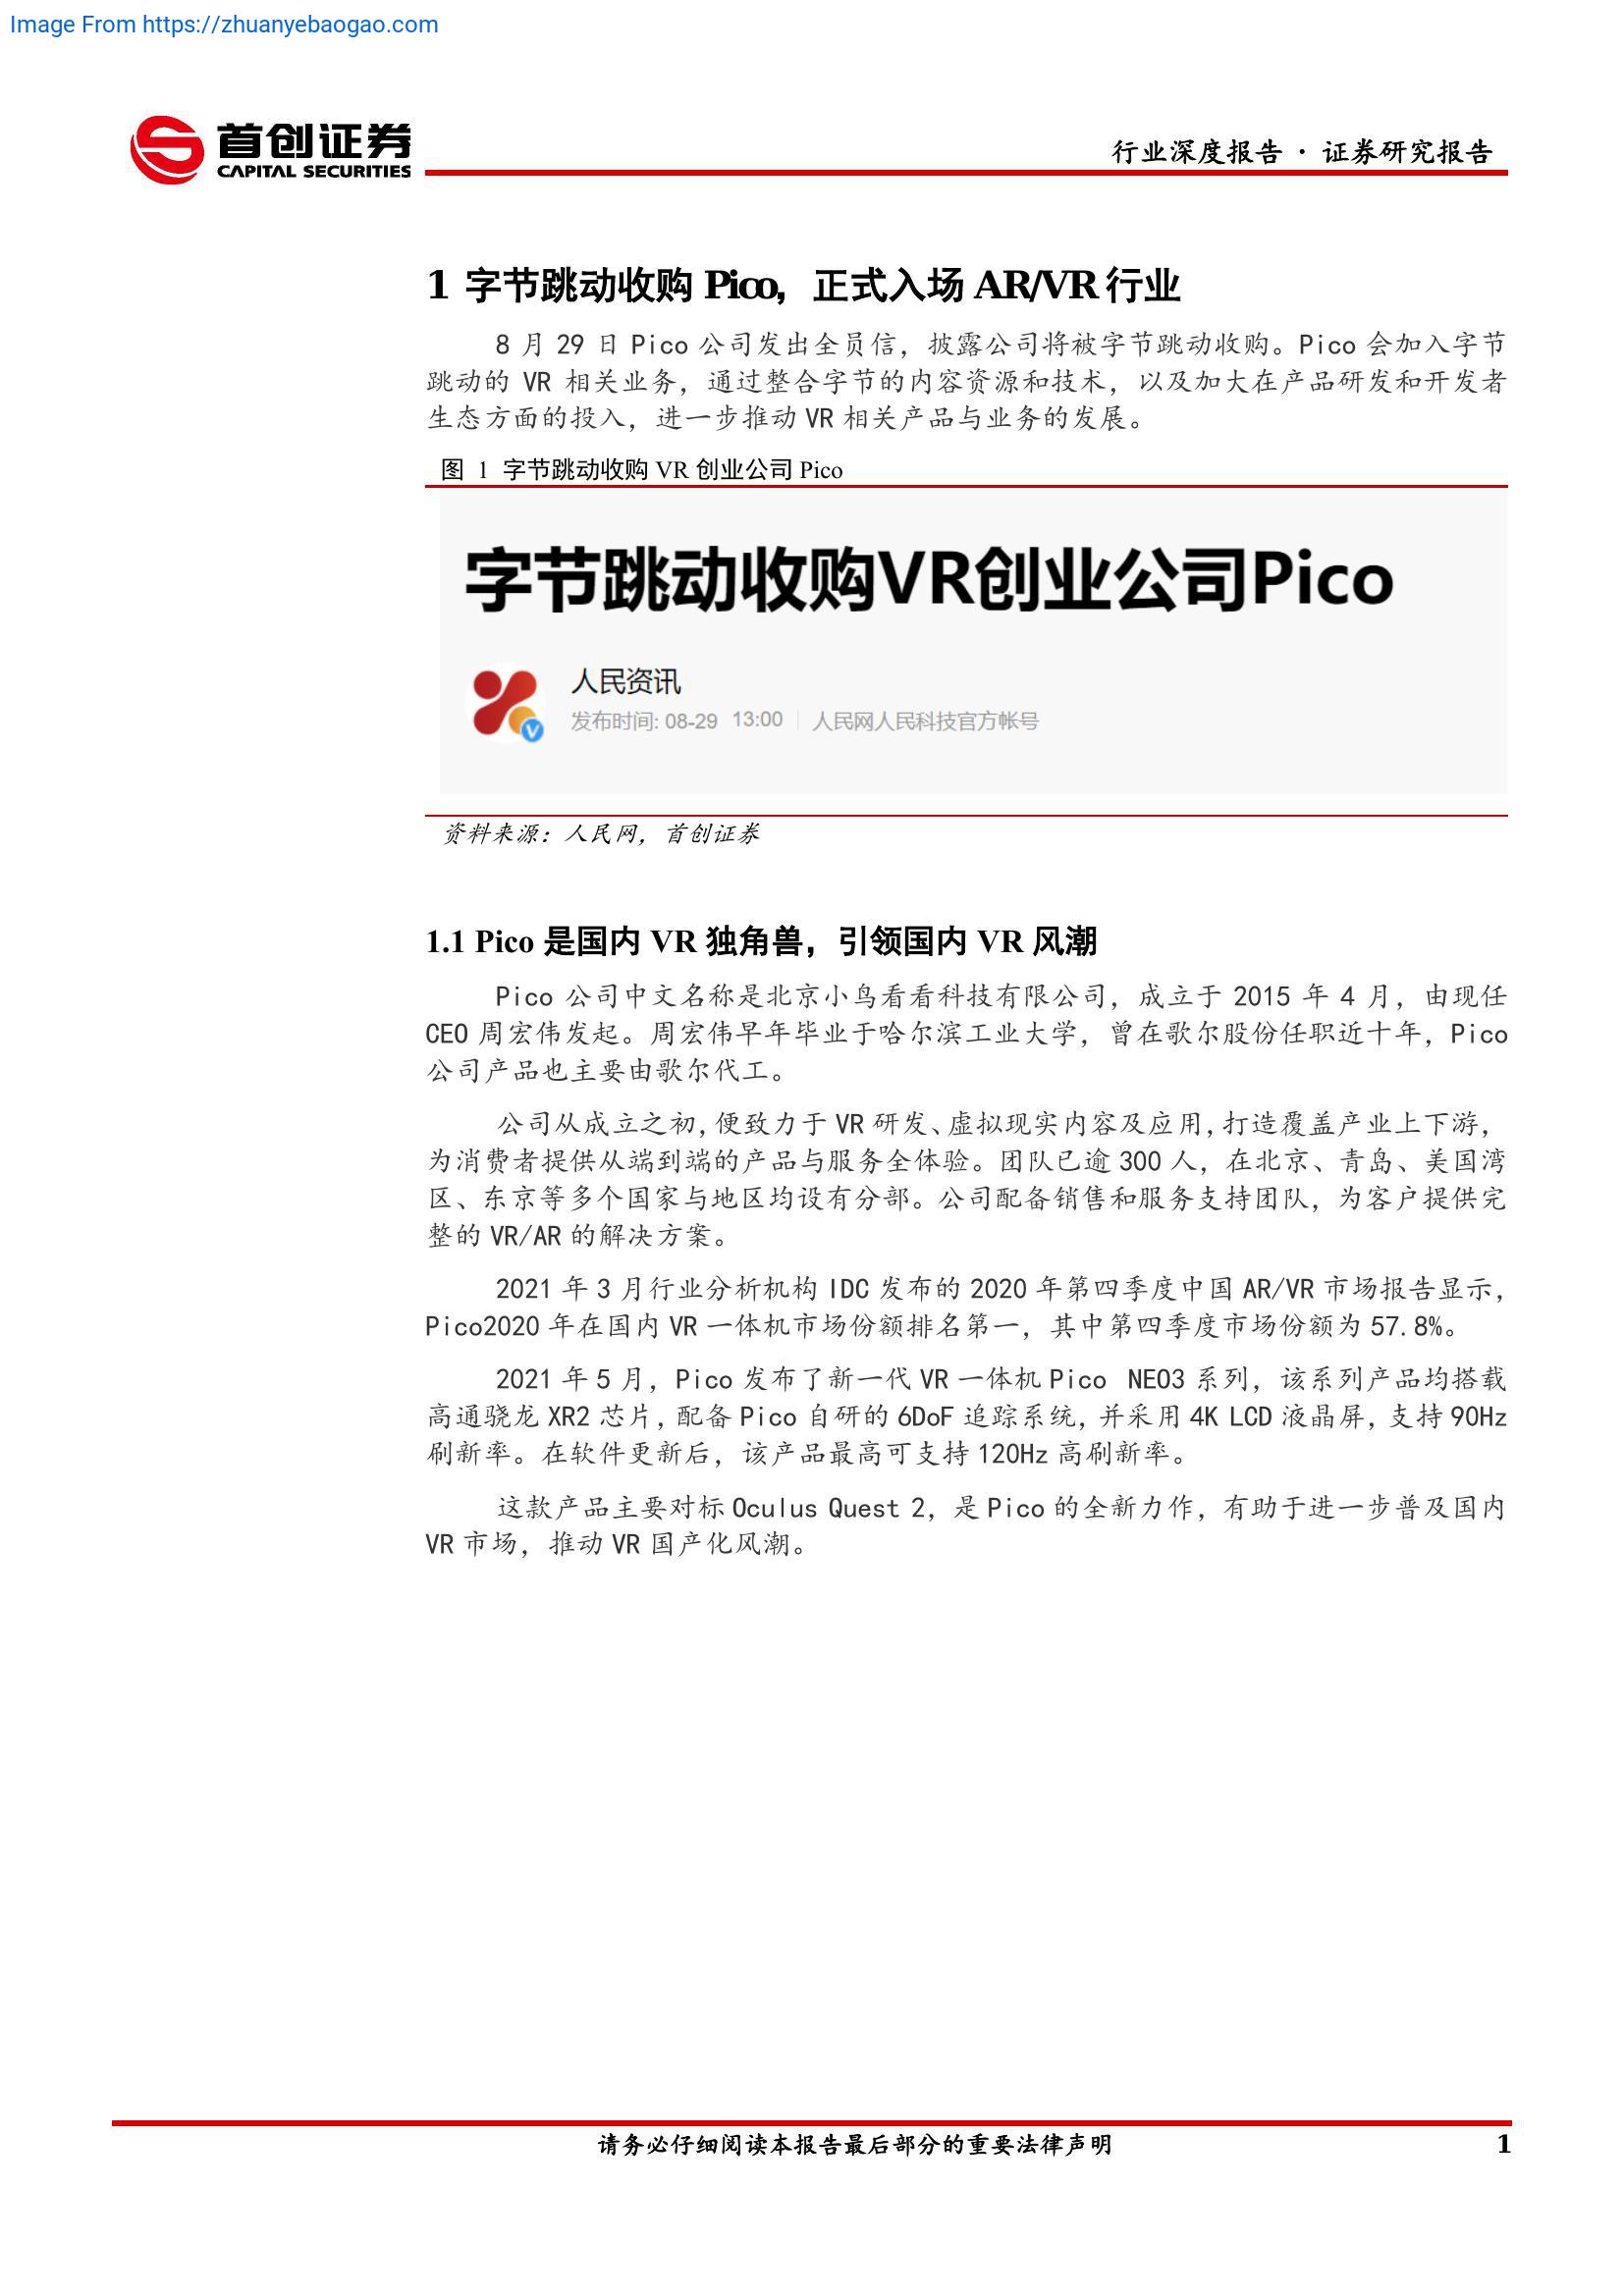 Image From https://zhuanyebaogao.com
首创证券
CAPITAL SECURITIES
行业深度报告 · 证券研究报告
1 字节跳动收购 Pico，正式入场 AR/VR 行业
8 月 29 日 Pico 公司发出全员信，披露公司将被字节跳动收购。Pico 会加入字节
跳动的 VR 相关业务，通过整合字节的内容资源和技术，以及加大在产品研发和开发者
生态方面的投入，进一步推动 VR 相关产品与业务的发展。
图 1 字节跳动收购 VR 创业公司 Pico
字节跳动收购VR创业公司Pico
人民资讯
发布时间: 08-29 13:00 人民网人民科技官方帐号
资料来源：人民网，首创证券
1.1 Pico 是国内 VR 独角兽，引领国内 VR 风潮
Pico 公司中文名称是北京小鸟看看科技有限公司，成立于 2015 年 4 月，由现任
CEO 周宏伟发起。周宏伟早年毕业于哈尔滨工业大学，曾在歌尔股份任职近十年，Pico
公司产品也主要由歌尔代工。
公司从成立之初，便致力于 VR 研发、虚拟现实内容及应用，打造覆盖产业上下游，
为消费者提供从端到端的产品与服务全体验。团队已逾 300 人，在北京、青岛、美国湾
区、东京等多个国家与地区均设有分部。公司配备销售和服务支持团队，为客户提供完
整的 VR/AR 的解决方案。
2021 年 3 月行业分析机构 IDC 发布的 2020 年第四季度中国 AR/VR 市场报告显示，
Pico2020 年在国内 VR 一体机市场份额排名第一，其中第四季度市场份额为 57.8%。
2021 年 5 月，Pico 发布了新一代 VR 一体机 Pico NEO3 系列，该系列产品均搭载
高通骁龙 XR2 芯片，配备 Pico 自研的 6DoF 追踪系统，并采用 4K LCD 液晶屏，支持 90Hz
刷新率。在软件更新后，该产品最高可支持 120Hz 高刷新率。
这款产品主要对标 Oculus Quest 2，是 Pico 的全新力作，有助于进一步普及国内
VR 市场，推动 VR 国产化风潮。
请务必仔细阅读本报告最后部分的重要法律声明
1